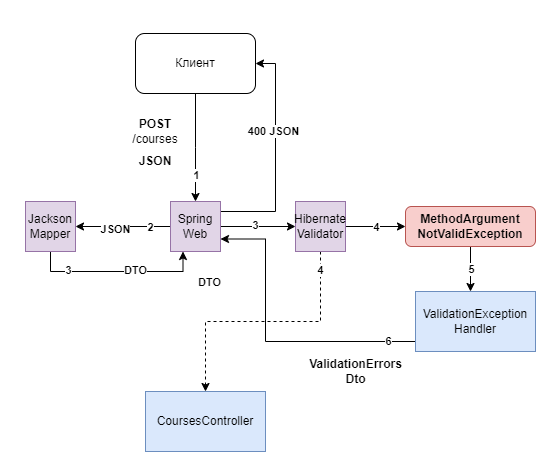 Клиент
POST
/courses
JSON
400 JSON
1
Jackson
Mapper
JSON
2
Spring
Web
3
Hibernate
Validator
4
MethodArgument
NotValidException
3
DTO
DTO
4
5
ValidationException
Handler
6
ValidationErrors
Dto
CoursesController